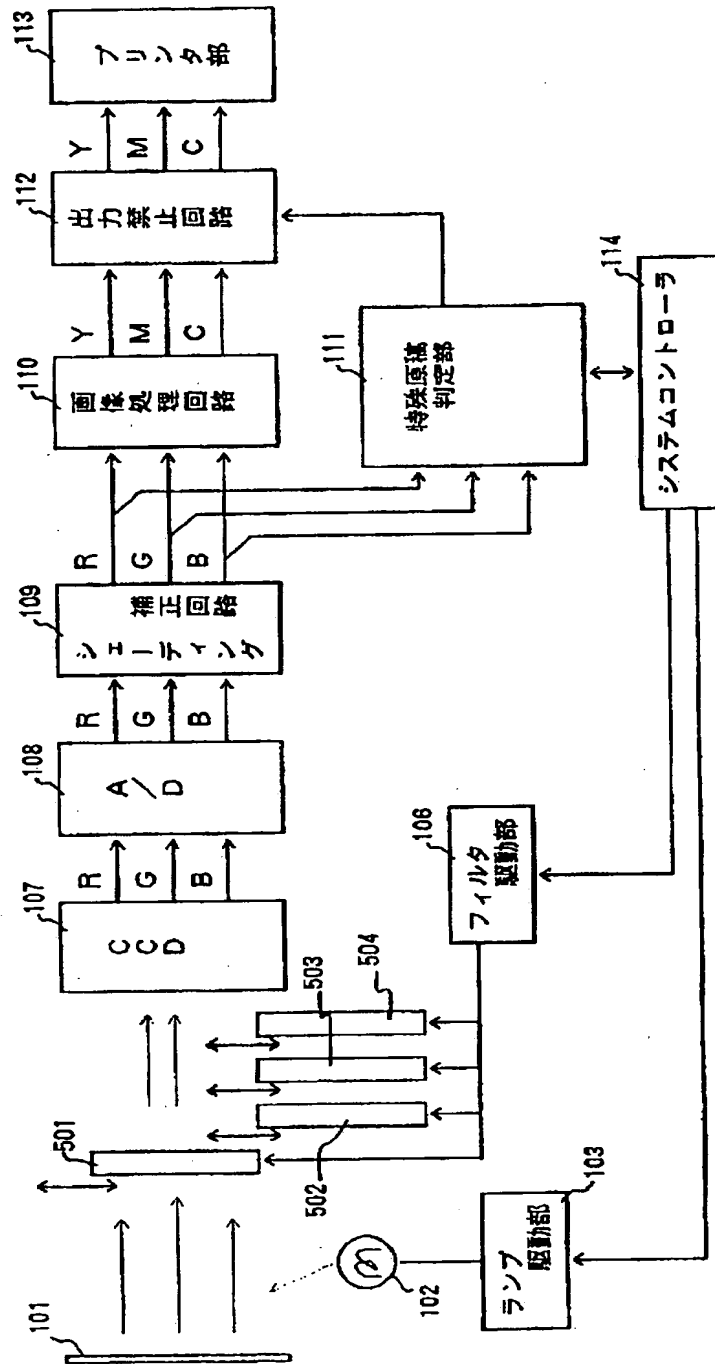 113
プリンタ部
Y
M
C
112
出力禁止回路
Y
M
C
110
画像処理回路
R
G
B
109
シェーディング
補正回路
R
G
B
108
A/D
R
G
B
107
CCD
111
特殊原稿
判定部
114
システムコントローラ
106
フィルタ
駆動部
501
502
503
504
101
102
103
ランプ
駆動部